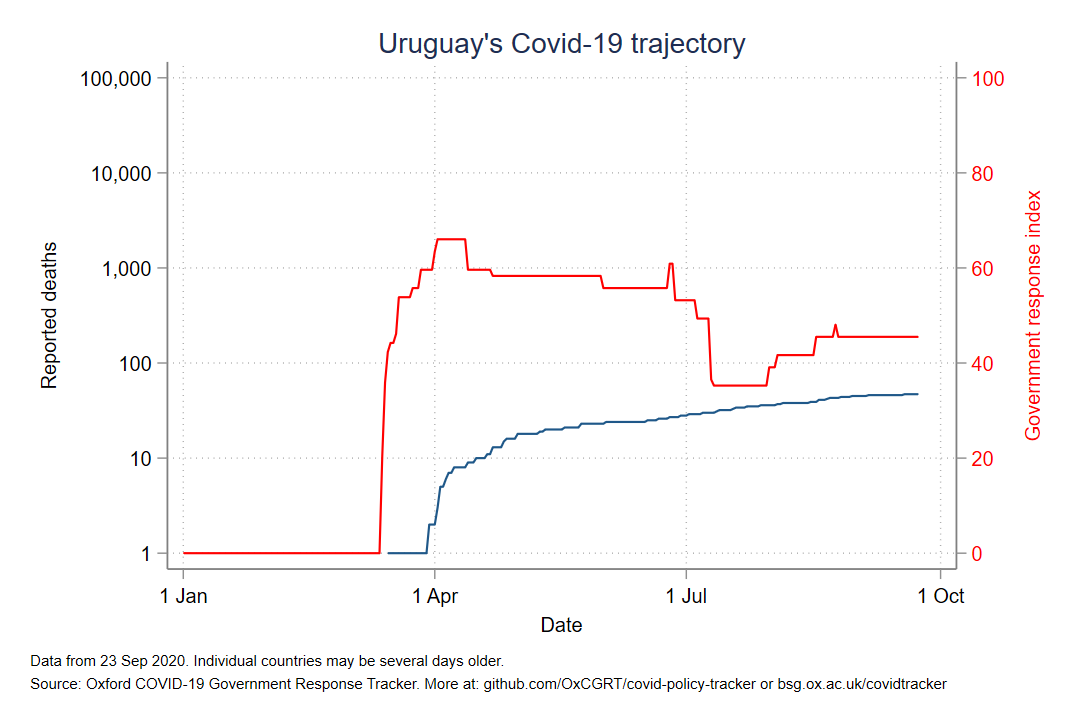 Uruguay's Covid-19 trajectory
100,000
10,000
1,000
100
10
1
Reported deaths
100
80
60
40
20
0
Government response index
1 Jan
1 Apr
1 Jul
1 Oct
Date
Data from 23 Sep 2020. Individual countries may be several days older.
Source: Oxford COVID-19 Government Response Tracker. More at: github.com/OxCGRT/covid-policy-tracker or bsg.ox.ac.uk/covidtracker